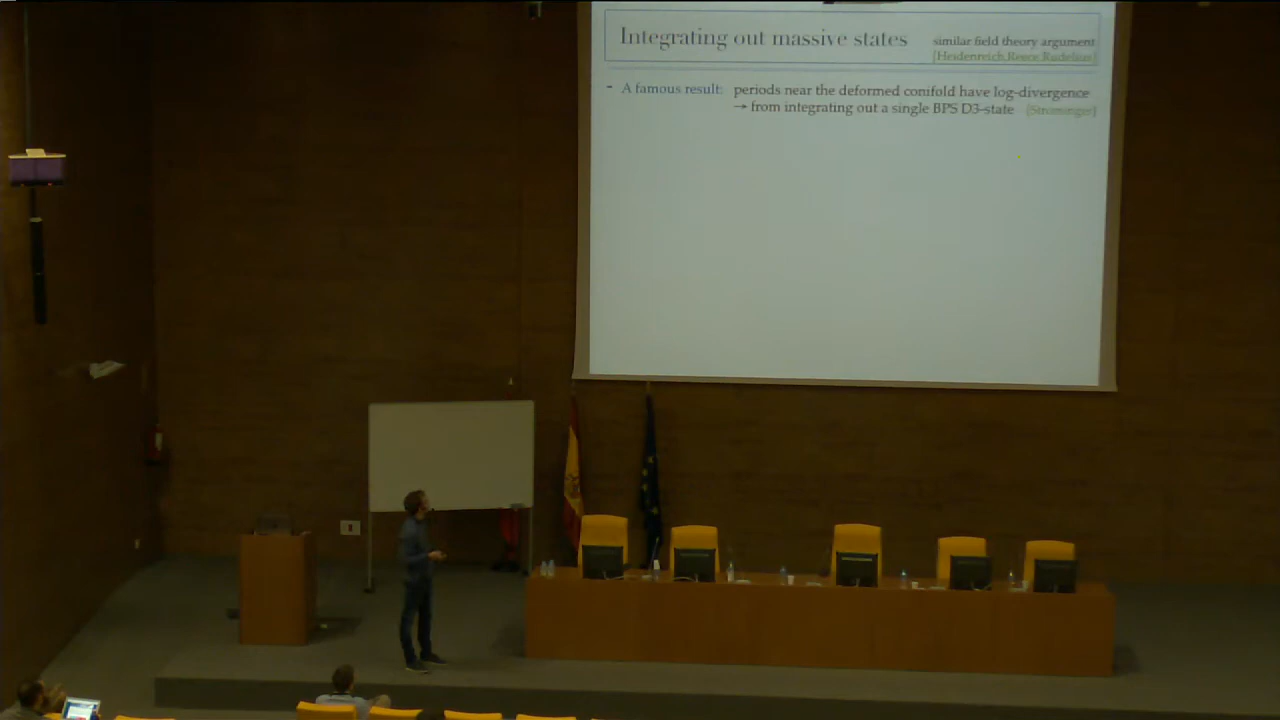 Integrating out massive states
similar field theory argument
[Heidenreich,Reece,Rudelius]
- A famous result: periods near the deformed conifold have log-divergence
→ from integrating out a single BPS D3-state [Strominger]